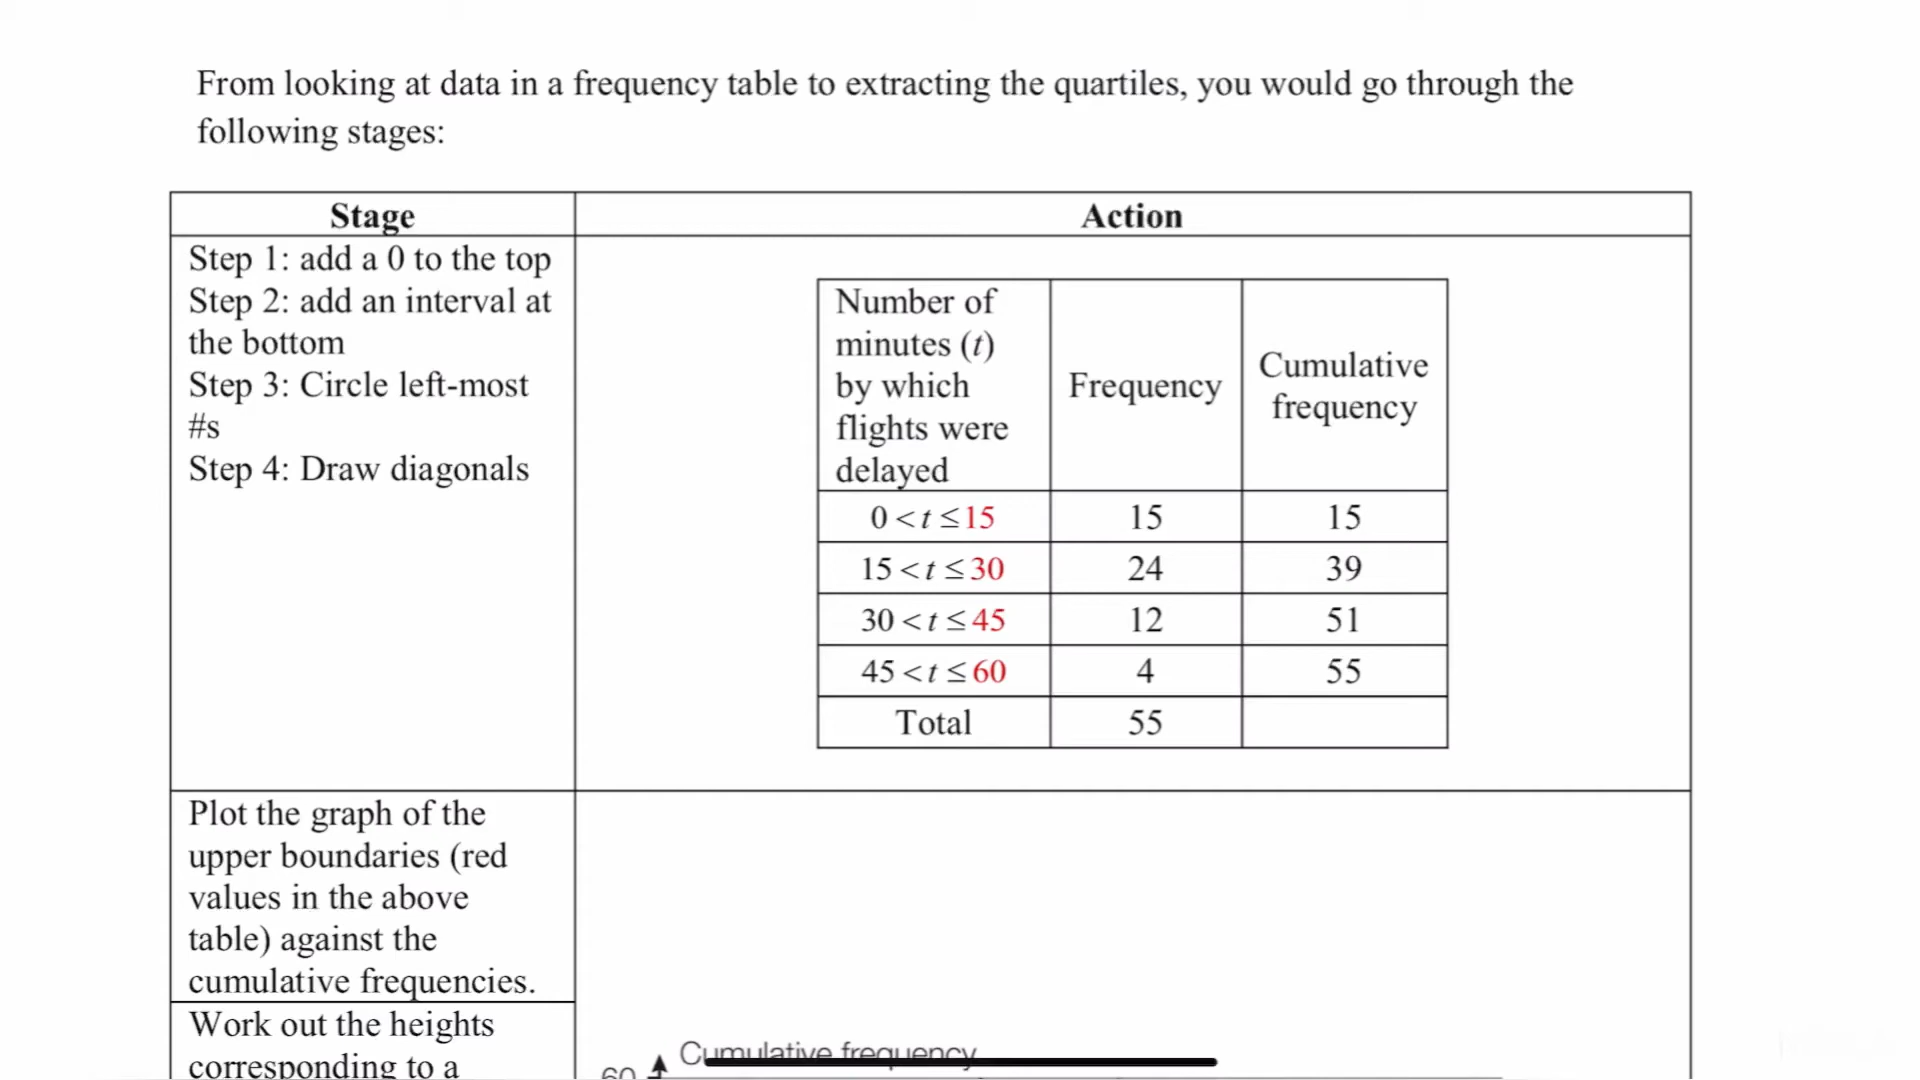 From looking at data in a frequency table to extracting the quartiles, you would go through the
following stages:
Stage
Action
Step 1: add a 0 to the top
Step 2: add an interval at
the bottom
Step 3: Circle left-most
#s
Step 4: Draw diagonals
Number of
minutes (t)
by which
flights were
delayed
Frequency
Cumulative
frequency
0 < t ≤ 15
15
15
15 < t ≤ 30
24
39
30 < t ≤ 45
12
51
45 < t ≤ 60
4
55
Total
55
Plot the graph of the
upper boundaries (red
values in the above
table) against the
cumulative frequencies.
Work out the heights
corresponding to a
Cumulative frequency
60